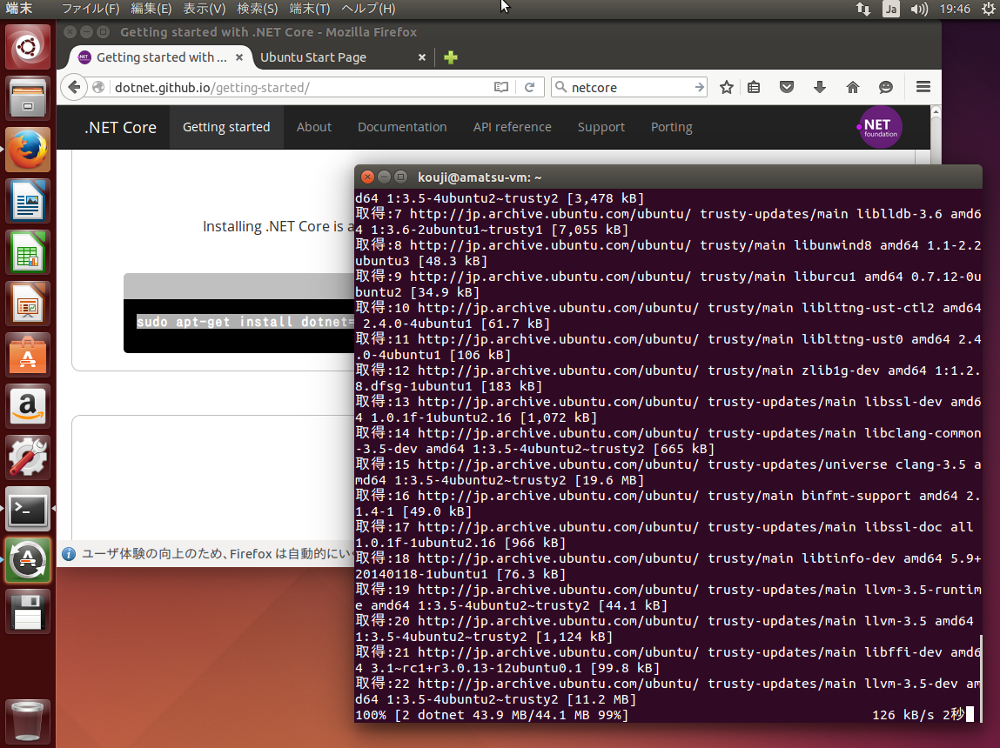 端末 ファイル(F) 編集(E) 表示(V) 検索(S) 端末(T) ヘルプ(H) Ja 19:46
Getting started with .NET Core - Mozilla Firefox
Getting started with ... × Ubuntu Start Page ×
dotnet.github.io/getting-started/ netcore
.NET Core Getting started About Documentation API reference Support Porting .NET foundation
Installing .NET Core is a
sudo apt-get install dotnet=
ユーザ体験の向上のため、Firefox は自動的にい
kouji@amatsu-vm: ~
d64 1:3.5-4ubuntu2~trusty2 [3,478 kB]
取得:7 http://jp.archive.ubuntu.com/ubuntu/ trusty-updates/main liblldb-3.6 amd6
4 1:3.6-2ubuntu1~trusty1 [7,055 kB]
取得:8 http://jp.archive.ubuntu.com/ubuntu/ trusty/main libunwind8 amd64 1.1-2.2
ubuntu3 [48.3 kB]
取得:9 http://jp.archive.ubuntu.com/ubuntu/ trusty/main liburcu1 amd64 0.7.12-0u
buntu2 [34.9 kB]
取得:10 http://jp.archive.ubuntu.com/ubuntu/ trusty/main liblttng-ust-ctl2 amd64
2.4.0-4ubuntu1 [61.7 kB]
取得:11 http://jp.archive.ubuntu.com/ubuntu/ trusty/main liblttng-ust0 amd64 2.4
.0-4ubuntu1 [106 kB]
取得:12 http://jp.archive.ubuntu.com/ubuntu/ trusty/main zlib1g-dev amd64 1:1.2.
8.dfsg-1ubuntu1 [183 kB]
取得:13 http://jp.archive.ubuntu.com/ubuntu/ trusty-updates/main libssl-dev amd6
4 1.0.1f-1ubuntu2.16 [1,072 kB]
取得:14 http://jp.archive.ubuntu.com/ubuntu/ trusty-updates/main libclang-common
-3.5-dev amd64 1:3.5-4ubuntu2~trusty2 [665 kB]
取得:15 http://jp.archive.ubuntu.com/ubuntu/ trusty-updates/universe clang-3.5 a
md64 1:3.5-4ubuntu2~trusty2 [19.6 MB]
取得:16 http://jp.archive.ubuntu.com/ubuntu/ trusty/main binfmt-support amd64 2.
1.4-1 [49.0 kB]
取得:17 http://jp.archive.ubuntu.com/ubuntu/ trusty-updates/main libssl-doc all
1.0.1f-1ubuntu2.16 [966 kB]
取得:18 http://jp.archive.ubuntu.com/ubuntu/ trusty/main libtinfo-dev amd64 5.9+
20140118-1ubuntu1 [76.3 kB]
取得:19 http://jp.archive.ubuntu.com/ubuntu/ trusty-updates/main llvm-3.5-runtim
e amd64 1:3.5-4ubuntu2~trusty2 [44.1 kB]
取得:20 http://jp.archive.ubuntu.com/ubuntu/ trusty-updates/main llvm-3.5 amd64
1:3.5-4ubuntu2~trusty2 [1,124 kB]
取得:21 http://jp.archive.ubuntu.com/ubuntu/ trusty-updates/main libffi-dev amd6
4 3.1~rc1+r3.0.13-12ubuntu0.1 [99.8 kB]
取得:22 http://jp.archive.ubuntu.com/ubuntu/ trusty-updates/main llvm-3.5-dev am
d64 1:3.5-4ubuntu2~trusty2 [11.2 MB]
100% [2 dotnet 43.9 MB/44.1 MB 99%] 126 kB/s 2秒